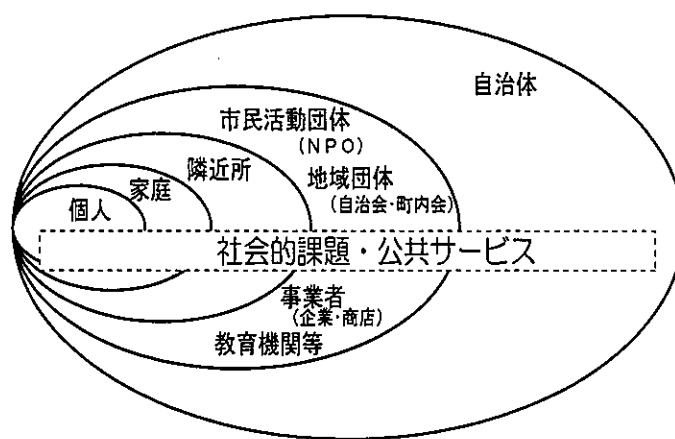 自治体
市民活動団体
(NPO)
隣近所
地域団体
(自治会・町内会)
家庭
個人
社会的課題・公共サービス
事業者
(企業・商店)
教育機関等